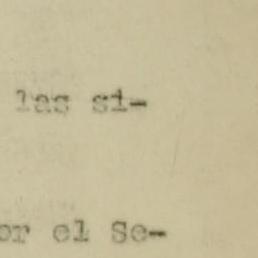 las si-
or el Se-